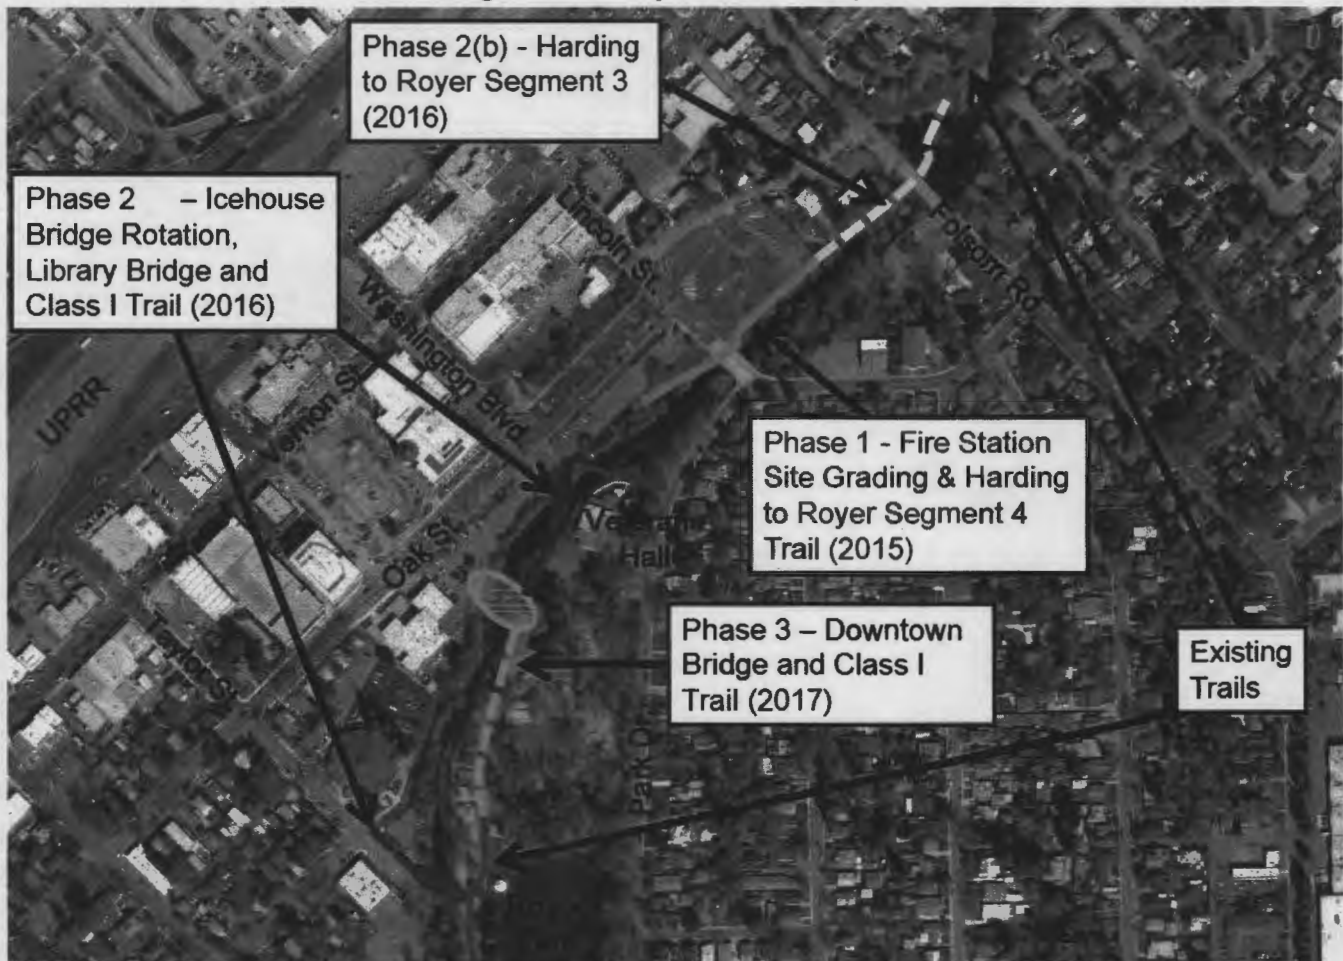 Phase 2(b) - Harding
to Royer Segment 3
(2016)
Phase 2 – Icehouse
Bridge Rotation,
Library Bridge and
Class I Trail (2016)
Lincoln St.
Folsom Rd
Washington Blvd
UPRR
Vernon St
Phase 1 - Fire Station
Site Grading & Harding
to Royer Segment 4
Trail (2015)
Veterans
Hall
Oak St.
Taylor St
Phase 3 – Downtown
Bridge and Class I
Trail (2017)
Existing
Trails
Park D